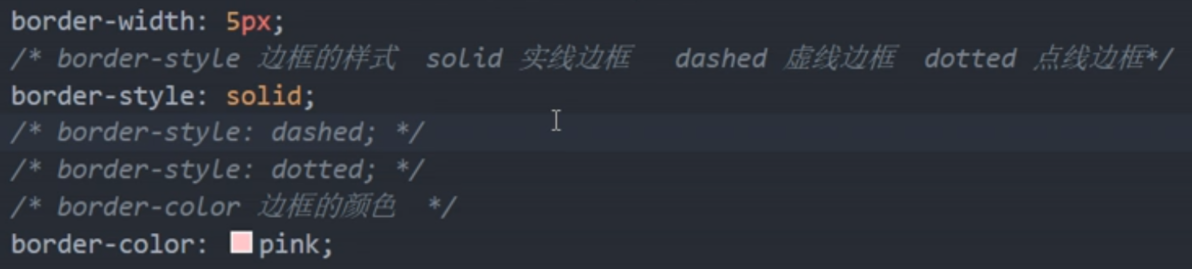 border-width: 5px;
/* border-style 边框的样式  solid 实线边框   dashed 虚线边框  dotted 点线边框*/
border-style: solid;
/* border-style: dashed; */
/* border-style: dotted; */
/* border-color 边框的颜色  */
border-color: pink;